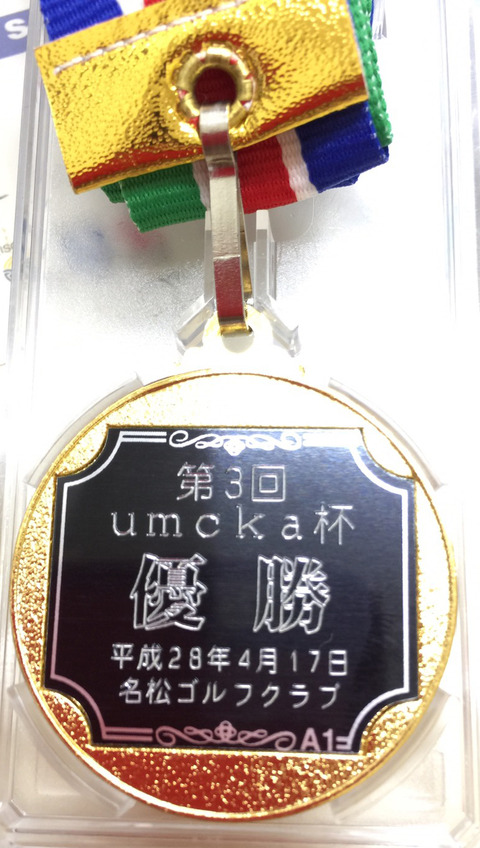 S
第3回
umcka杯
優勝
平成28年4月17日
名松ゴルフクラブ